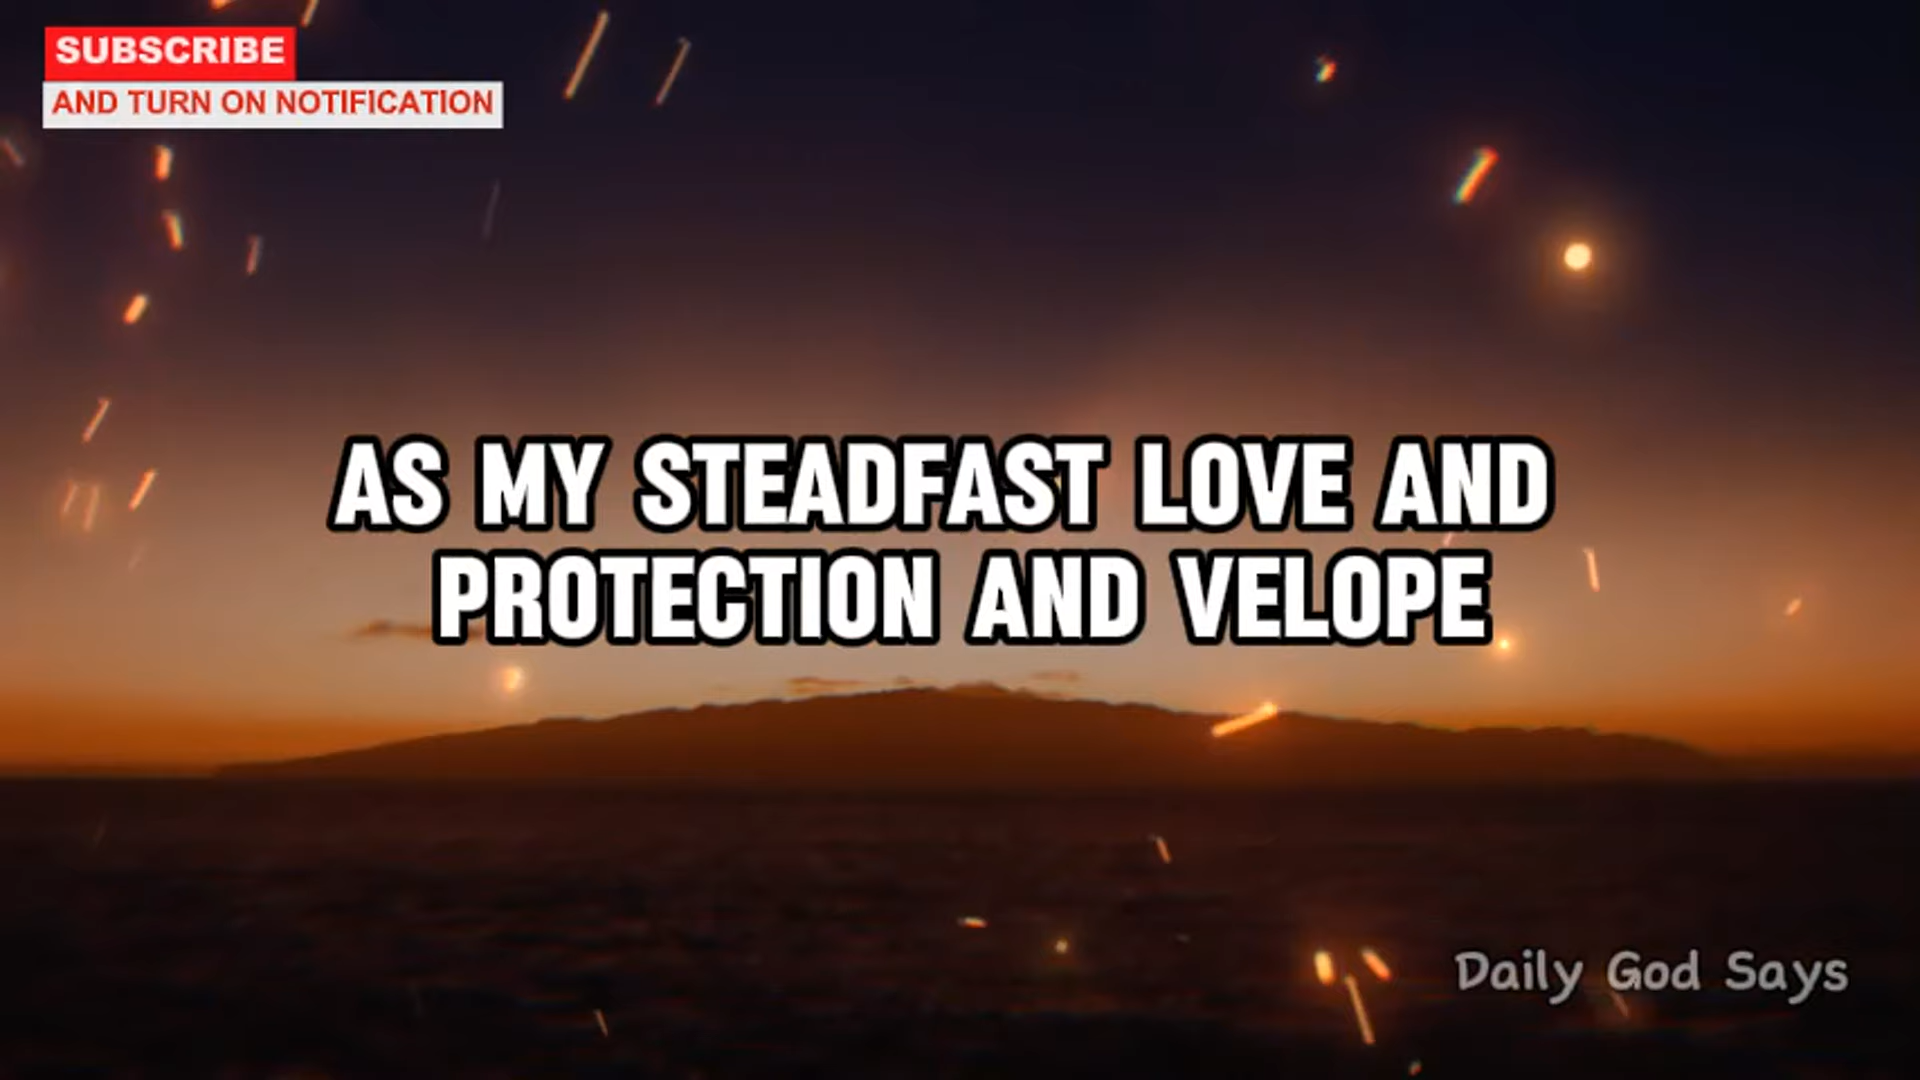 SUBSCRIBE
AND TURN ON NOTIFICATION
AS MY STEADFAST LOVE AND
PROTECTION AND VELOPE
Daily God Says